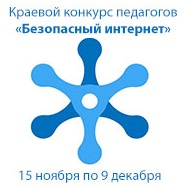 Краевой конкурс педагогов
«Безопасный интернет»
15 ноября по 9 декабря